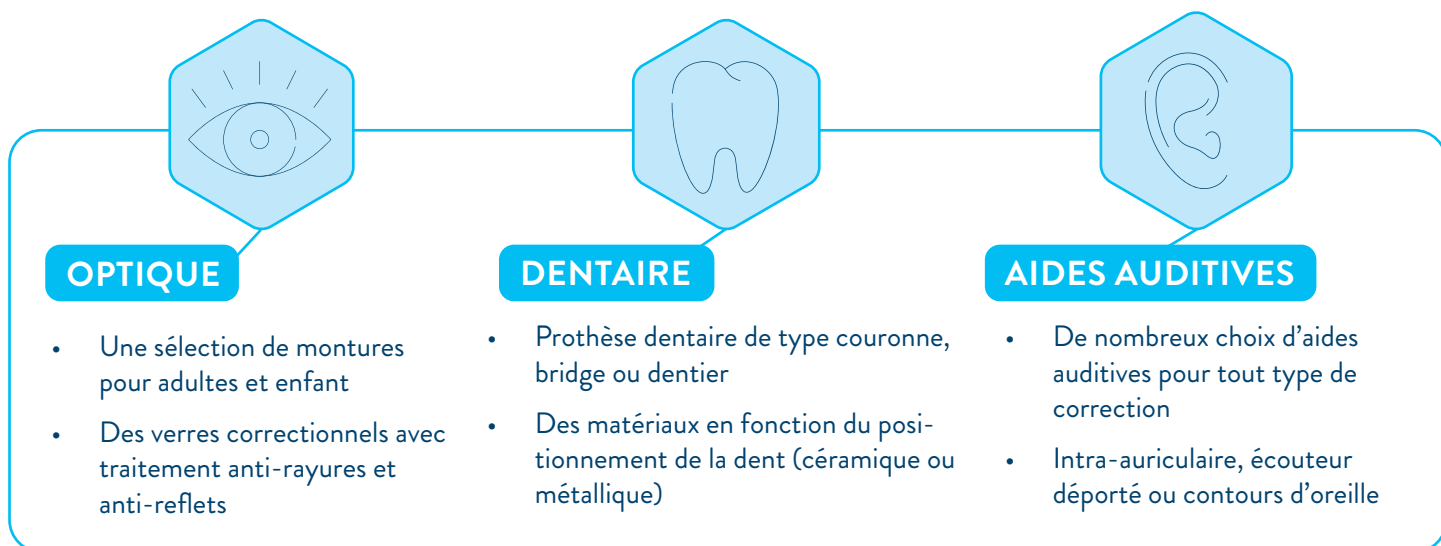 OPTIQUE
• Une sélection de montures
pour adultes et enfant
• Des verres correctionnels avec
traitement anti-rayures et
anti-reflets
DENTAIRE
• Prothèse dentaire de type couronne,
bridge ou dentier
• Des matériaux en fonction du posi-
tionnement de la dent (céramique ou
métallique)
AIDES AUDITIVES
• De nombreux choix d’aides
auditives pour tout type de
correction
• Intra-auriculaire, écouteur
déporté ou contours d’oreille